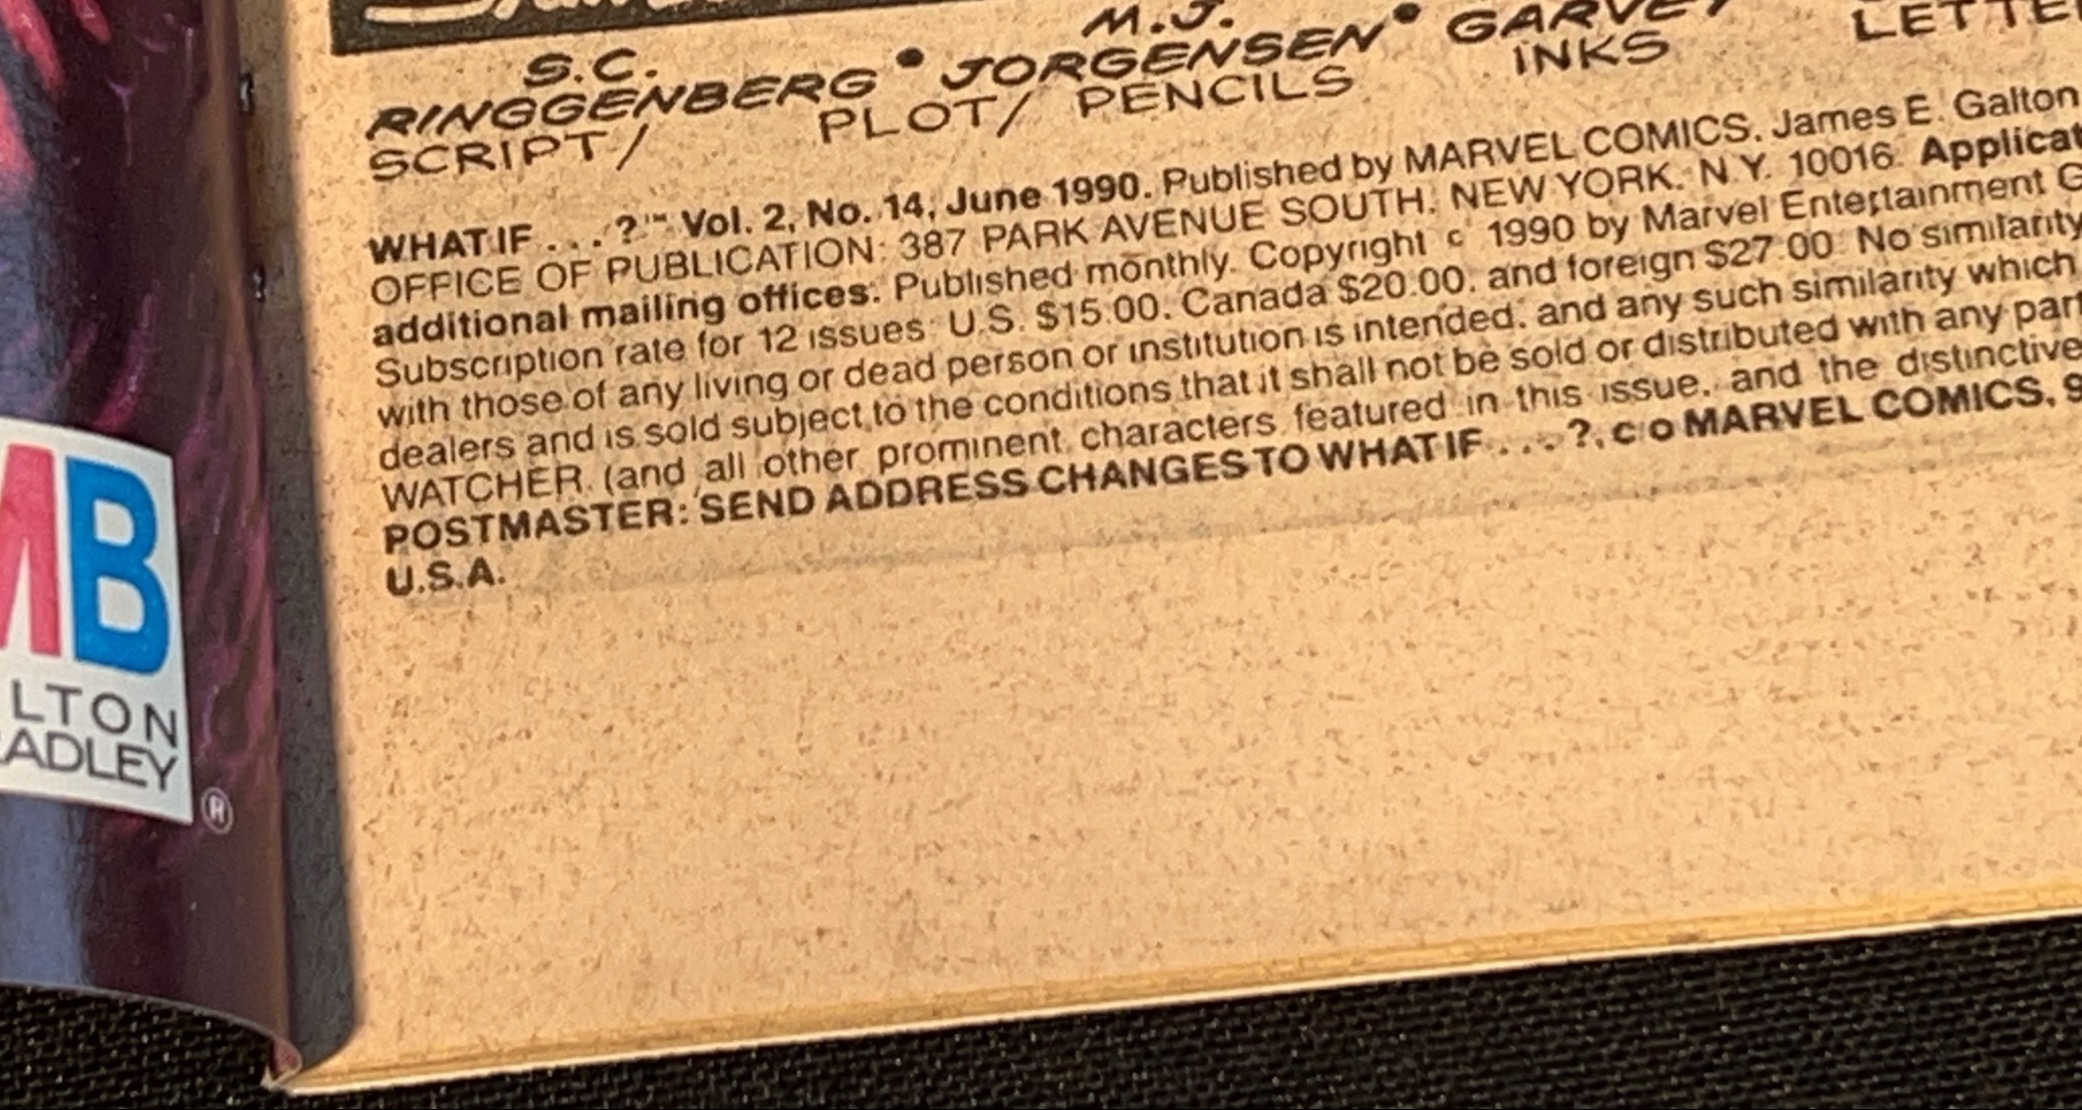 M.J.
S.C.
RINGGENBERG • JORGENSEN • GARVEY
SCRIPT/ PLOT/ PENCILS INKS LETTE
WHAT IF . . . ?™ Vol. 2, No. 14, June 1990. Published by MARVEL COMICS. James E. Galton
OFFICE OF PUBLICATION: 387 PARK AVENUE SOUTH, NEW YORK, N.Y. 10016. Applicat
additional mailing offices. Published monthly. Copyright c 1990 by Marvel Entertainment G
Subscription rate for 12 issues: U.S. $15.00. Canada $20.00. and foreign $27.00. No similarity
with those of any living or dead person or institution is intended, and any such similarity which
dealers and is sold subject to the conditions that it shall not be sold or distributed with any part
WATCHER (and all other prominent characters featured in this issue, and the distinctive
POSTMASTER: SEND ADDRESS CHANGES TO WHAT IF . . . ?, c o MARVEL COMICS, 9
U.S.A.
MB
LTON
ADLEY
®